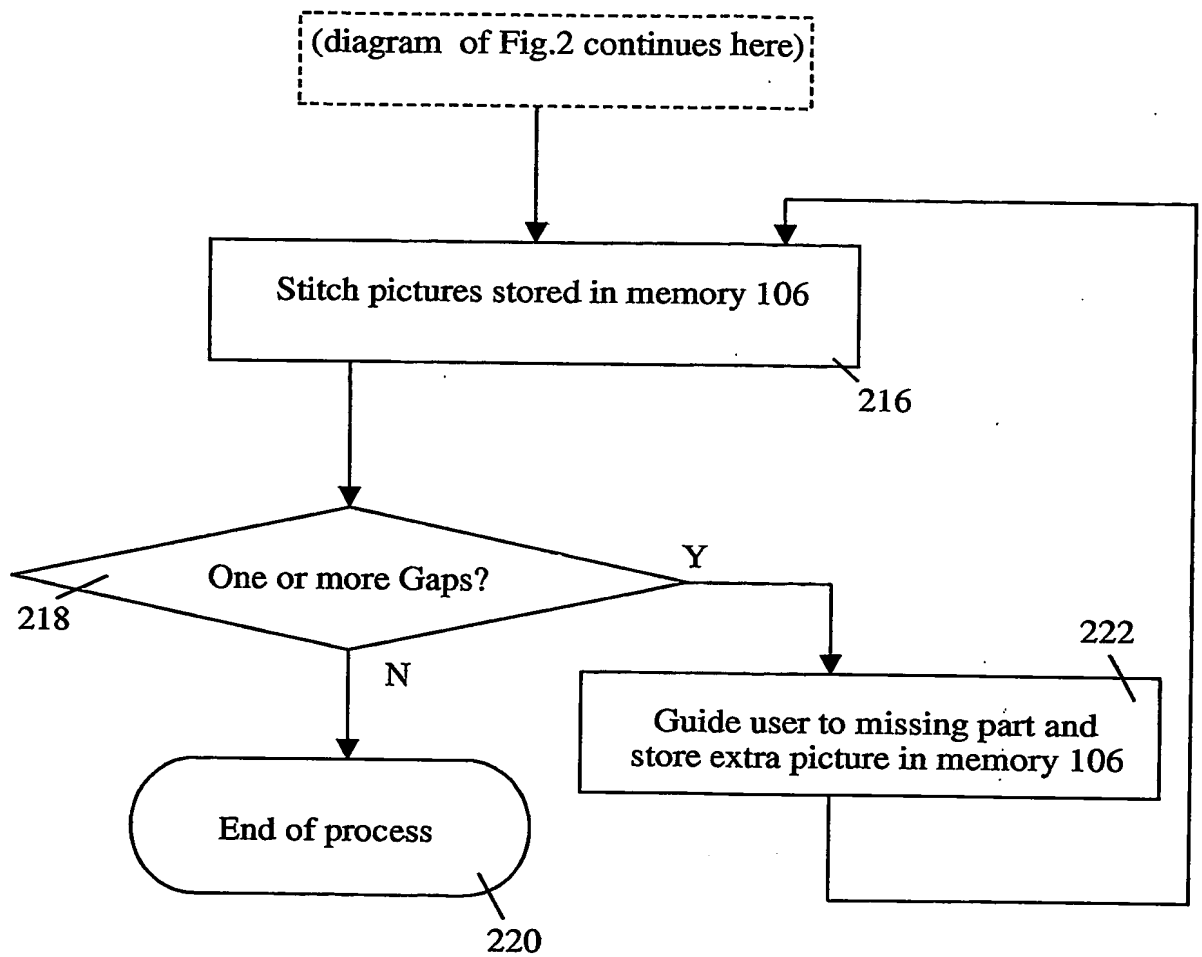 (diagram of Fig.2 continues here)
Stitch pictures stored in memory 106
216
One or more Gaps?
Y
218
N
222
Guide user to missing part and
store extra picture in memory 106
End of process
220